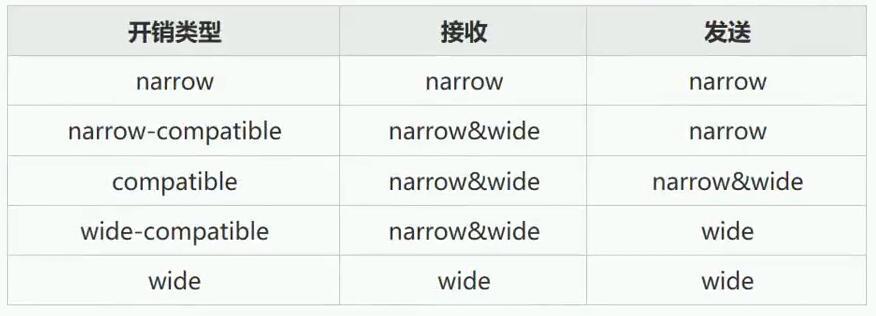 开销类型 接收 发送
narrow narrow narrow
narrow-compatible narrow&wide narrow
compatible narrow&wide narrow&wide
wide-compatible narrow&wide wide
wide wide wide